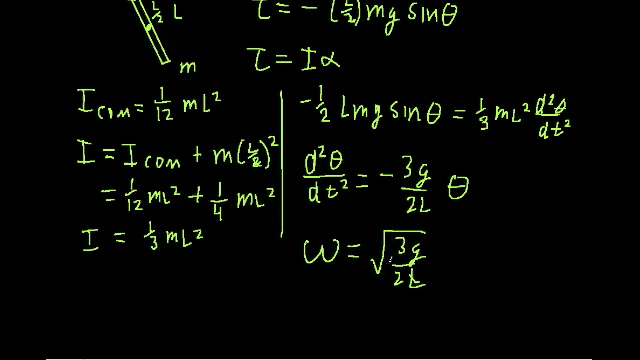 ½ L
τ = - (L/2) mg sinθ
m
τ = Iα
I_COM = 1/12 mL²
I = I_COM + m(L/2)²
= 1/12 mL² + 1/4 mL²
I = 1/3 mL²
-1/2 Lmg sinθ = 1/3 mL² d²θ/dt²
d²θ/dt² = - 3g/2L θ
ω = √(3g/2L)